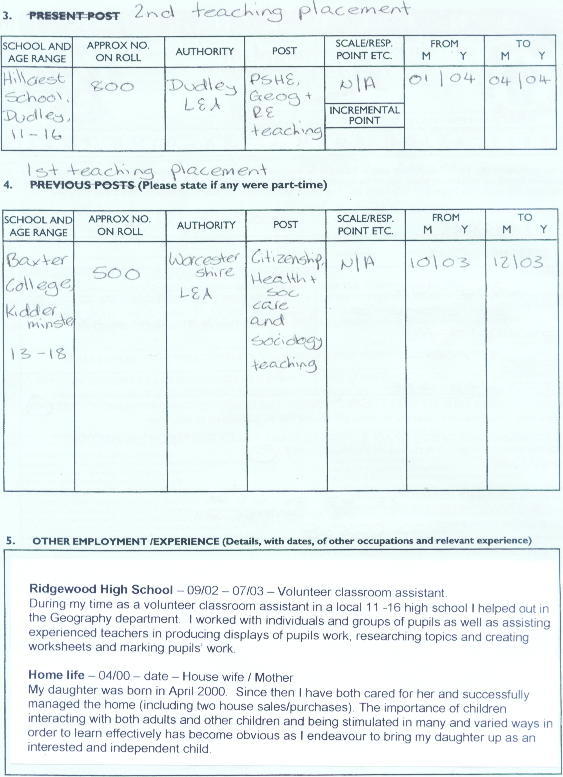 3. PRESENT POST 2nd teaching placement
SCHOOL AND AGE RANGE APPROX NO. ON ROLL AUTHORITY POST SCALE/RESP. POINT ETC. FROM M Y TO M Y
Hillcrest School, Dudley, 11-16 800 Dudley LEA PSHE, Geog + RE teaching N/A 01/04 04/04
INCREMENTAL POINT
1st teaching placement
4. PREVIOUS POSTS (Please state if any were part-time)
SCHOOL AND AGE RANGE APPROX NO. ON ROLL AUTHORITY POST SCALE/RESP. POINT ETC. FROM M Y TO M Y
Baxter College, Kidderminster 13-18 500 Worcestershire LEA Citizenship, Health + soc care and sociology teaching N/A 10/03 12/03
5. OTHER EMPLOYMENT /EXPERIENCE (Details, with dates, of other occupations and relevant experience)
Ridgewood High School – 09/02 – 07/03 – Volunteer classroom assistant.
During my time as a volunteer classroom assistant in a local 11 -16 high school I helped out in
the Geography department. I worked with individuals and groups of pupils as well as assisting
experienced teachers in producing displays of pupils work, researching topics and creating
worksheets and marking pupils' work.
Home life – 04/00 – date – House wife / Mother
My daughter was born in April 2000. Since then I have both cared for her and successfully
managed the home (including two house sales/purchases). The importance of children
interacting with both adults and other children and being stimulated in many and varied ways in
order to learn effectively has become obvious as I endeavour to bring my daughter up as an
interested and independent child.